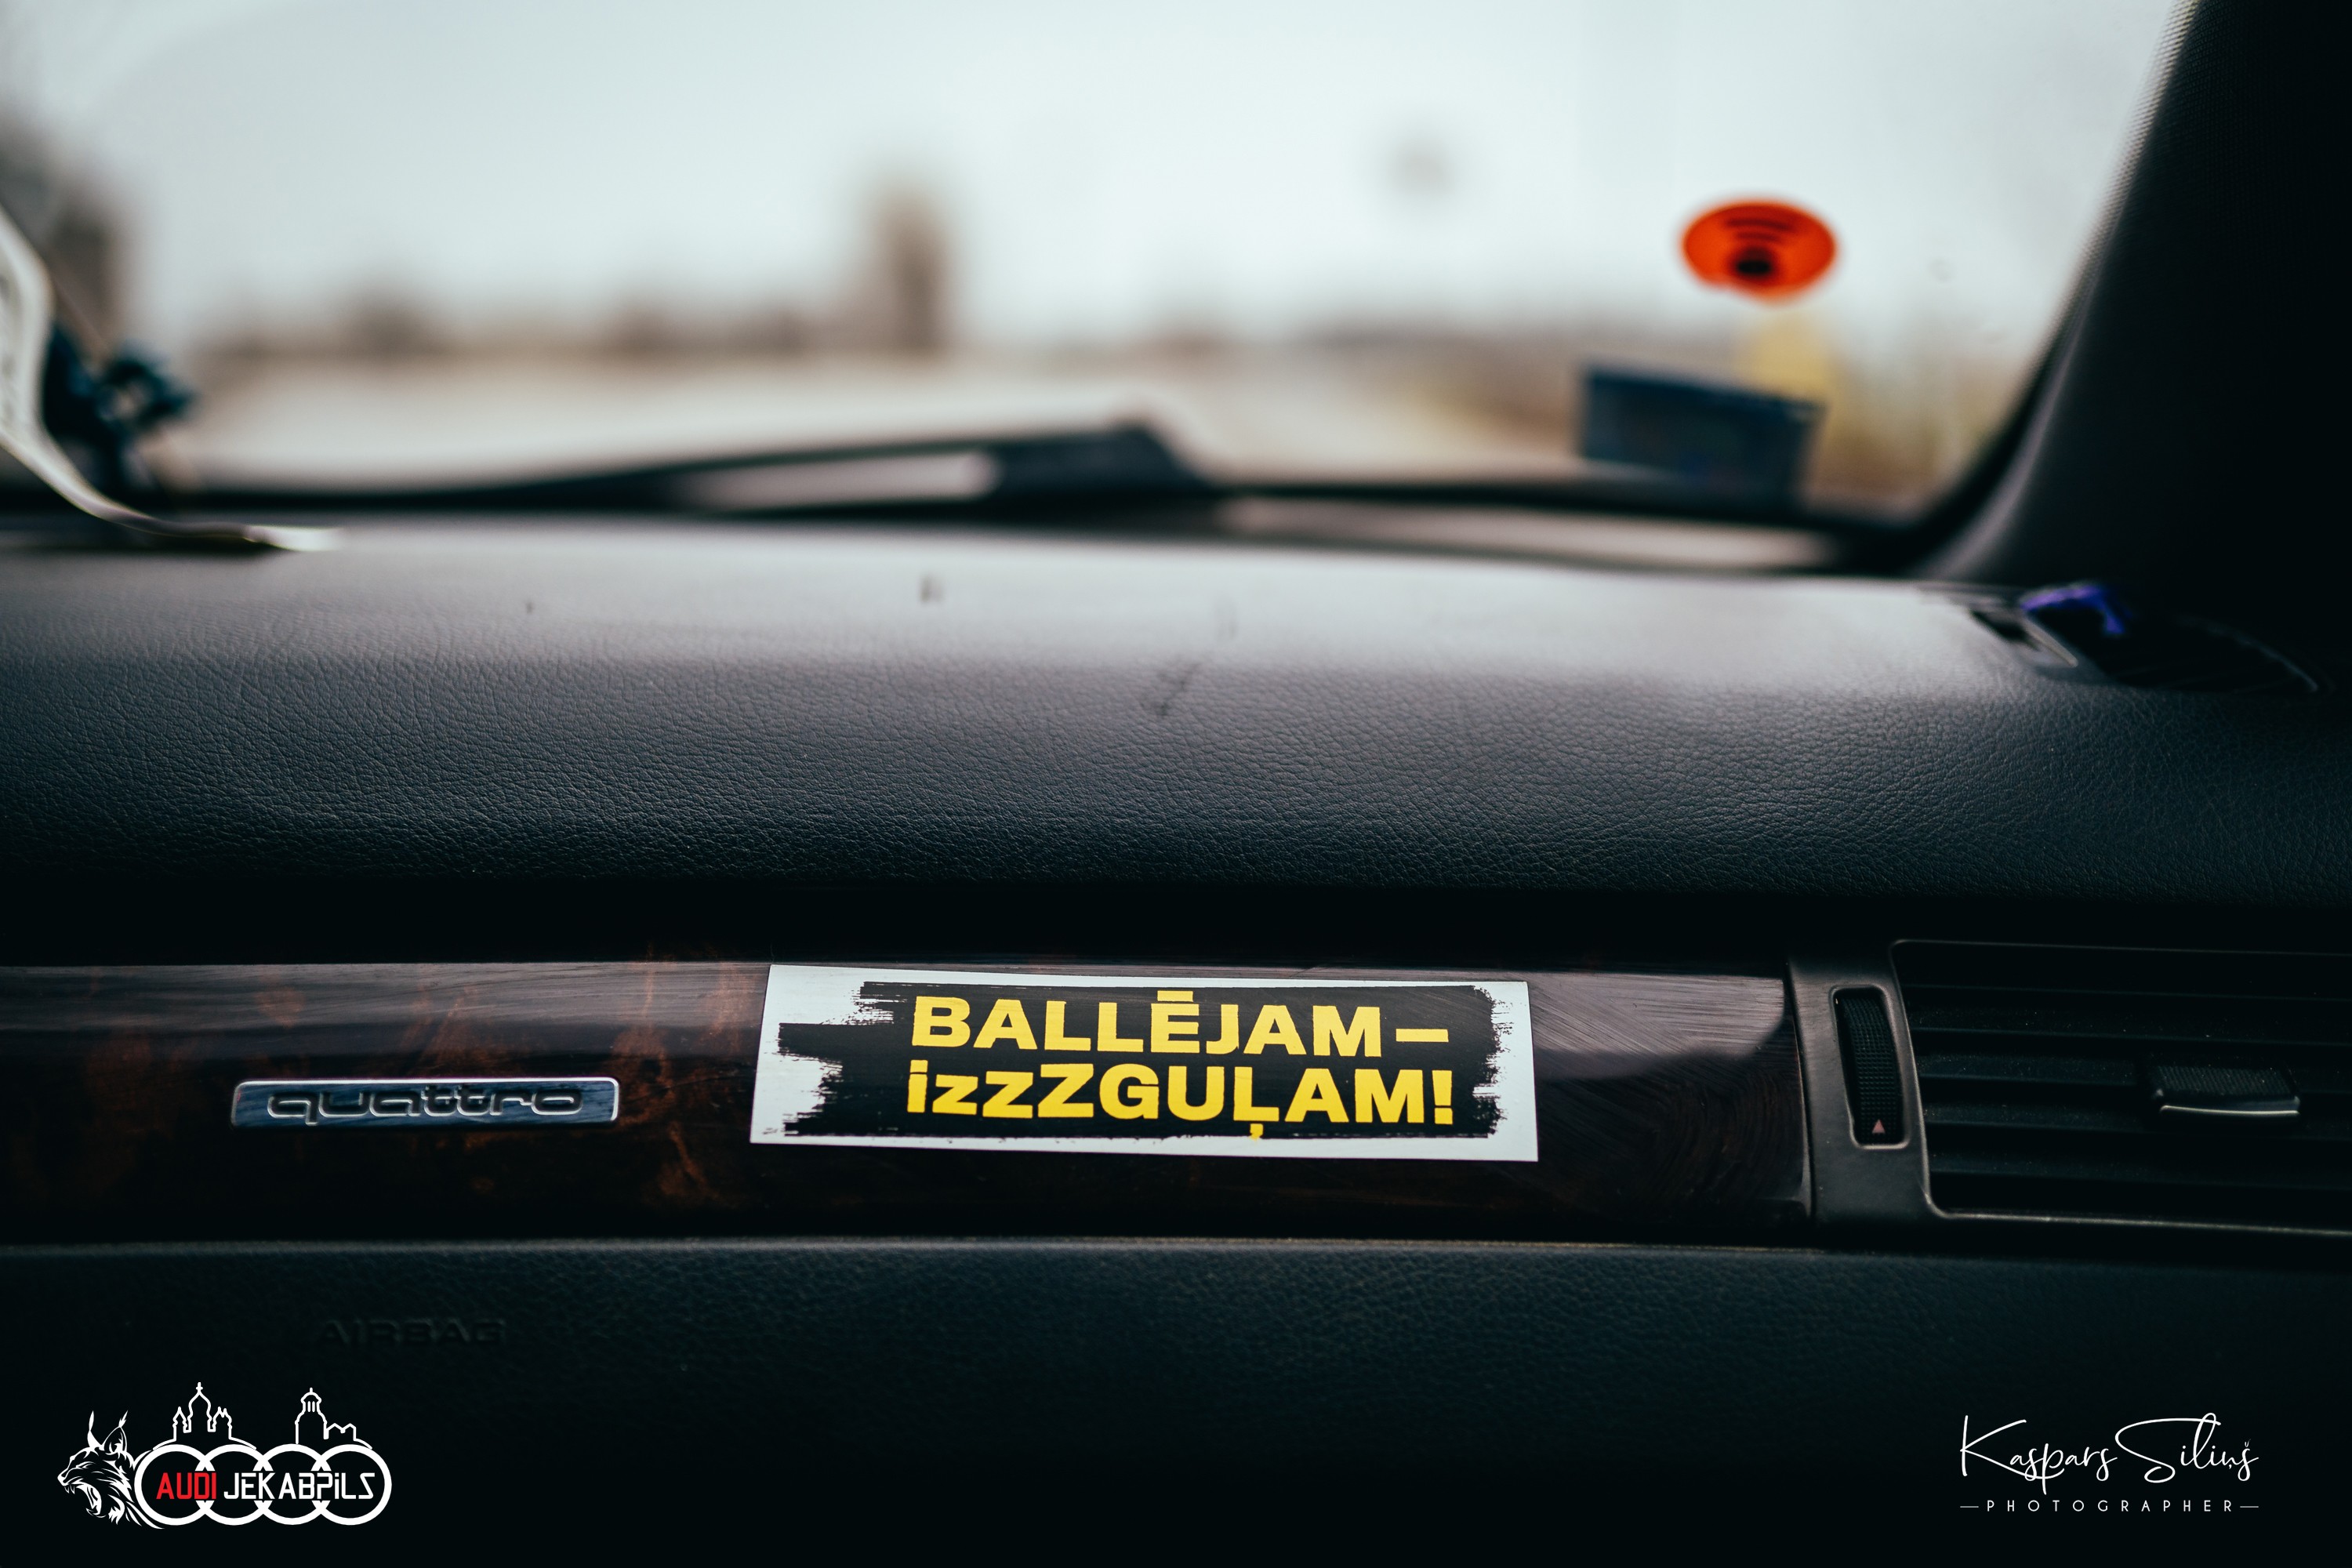 BALLĒJAM–
izzZGUĻAM!
quattro
AIRBAG
AUDI JEKABPILS
Kaspars Siliņš
—PHOTOGRAPHER—